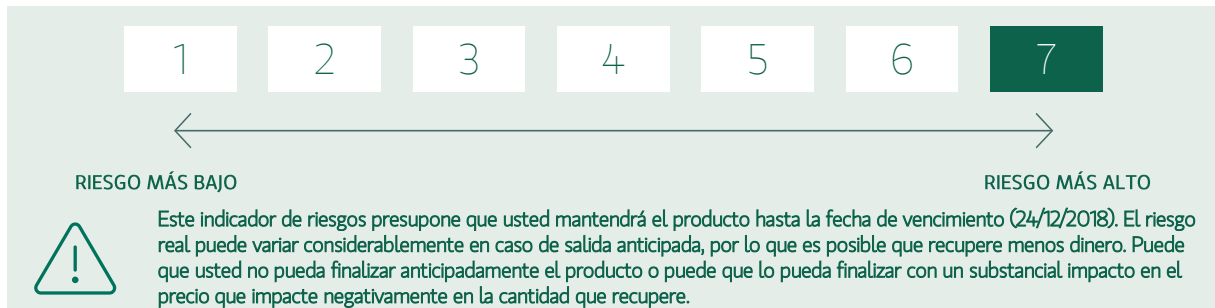 1 2 3 4 5 6 7
RIESGO MÁS BAJO RIESGO MÁS ALTO
Este indicador de riesgos presupone que usted mantendrá el producto hasta la fecha de vencimiento (24/12/2018). El riesgo
real puede variar considerablemente en caso de salida anticipada, por lo que es posible que recupere menos dinero. Puede
que usted no pueda finalizar anticipadamente el producto o puede que lo pueda finalizar con un substancial impacto en el
precio que impacte negativamente en la cantidad que recupere.